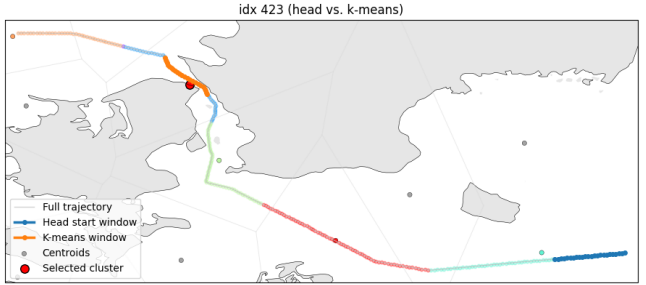 idx 423 (head vs. k-means)
Full trajectory
Head start window
K-means window
Centroids
Selected cluster